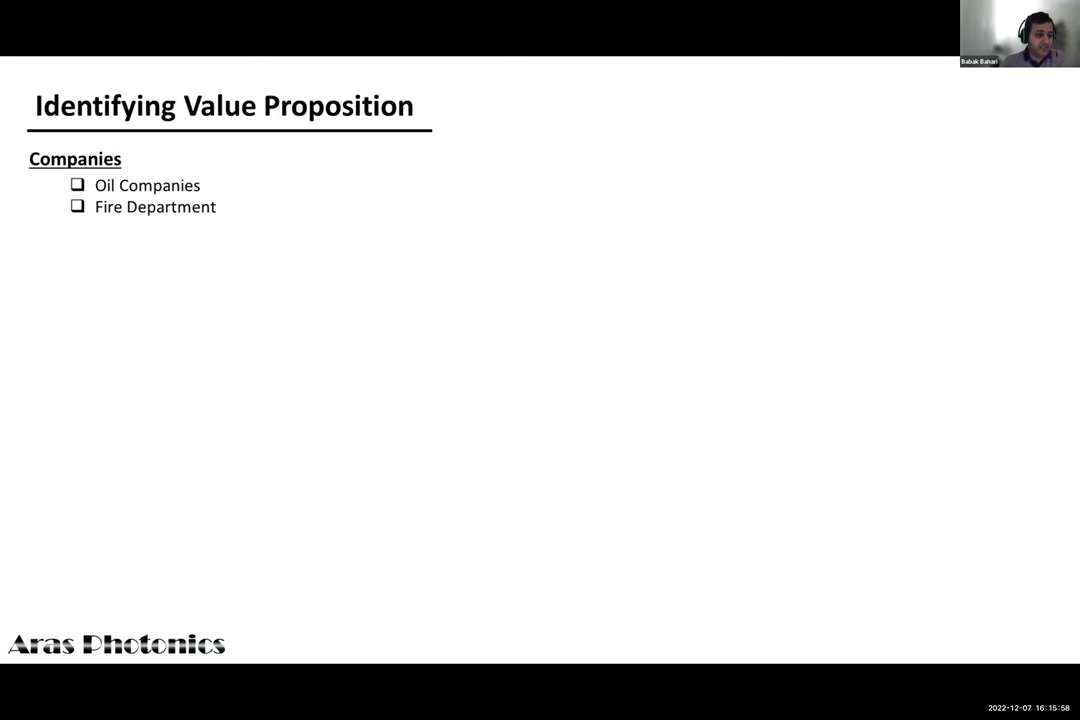 Babak Bahari
Identifying Value Proposition
Companies
Oil Companies
Fire Department
Aras Photonics
2022-12-07 16:15:58